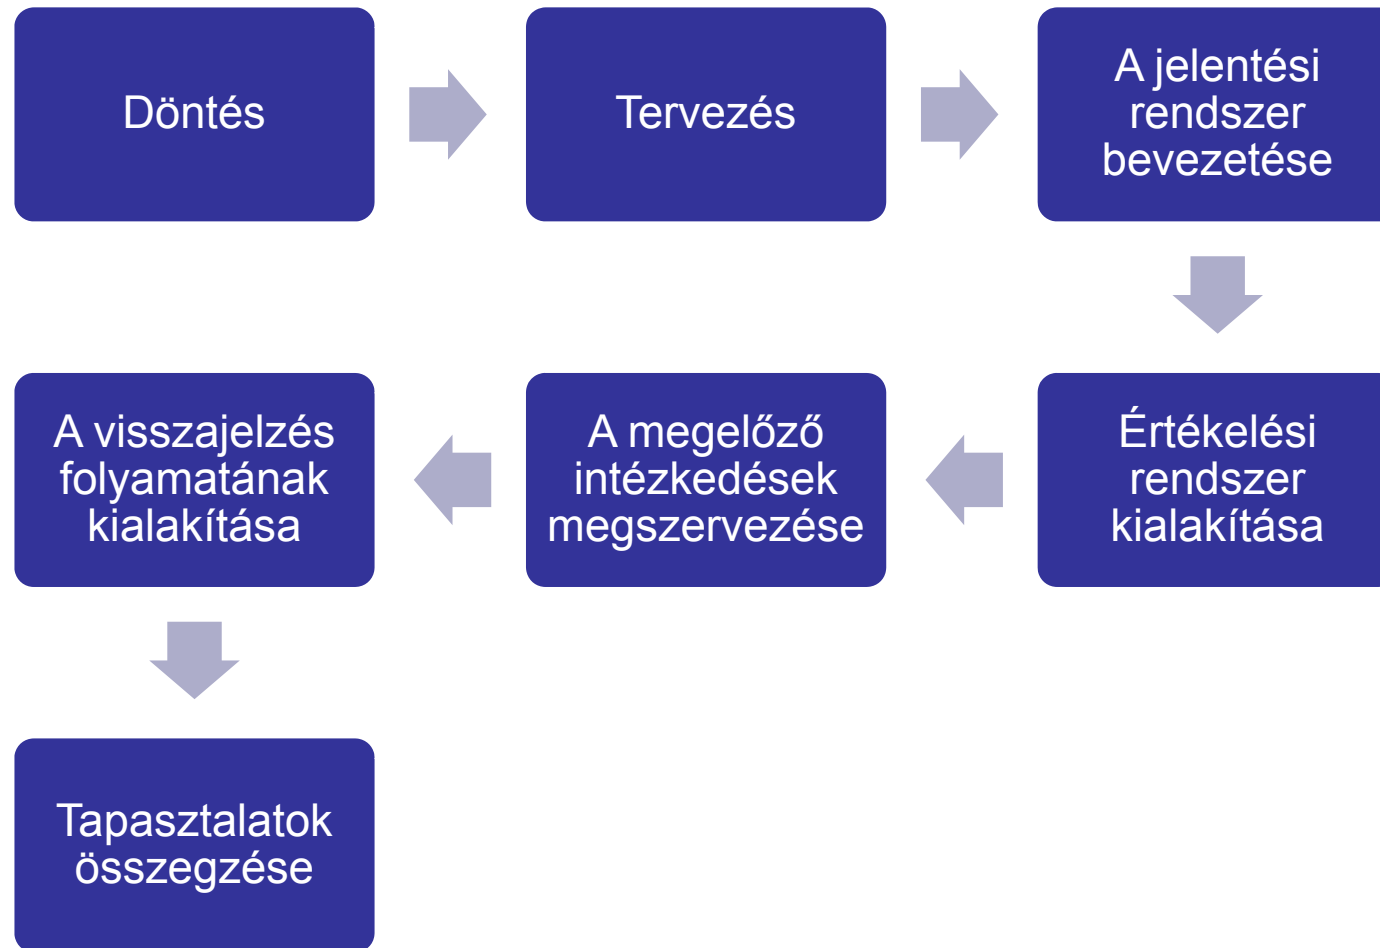 Döntés
Tervezés
A jelentési
rendszer
bevezetése
Értékelési
rendszer
kialakítása
A megelőző
intézkedések
megszervezése
A visszajelzés
folyamatának
kialakítása
Tapasztalatok
összegzése